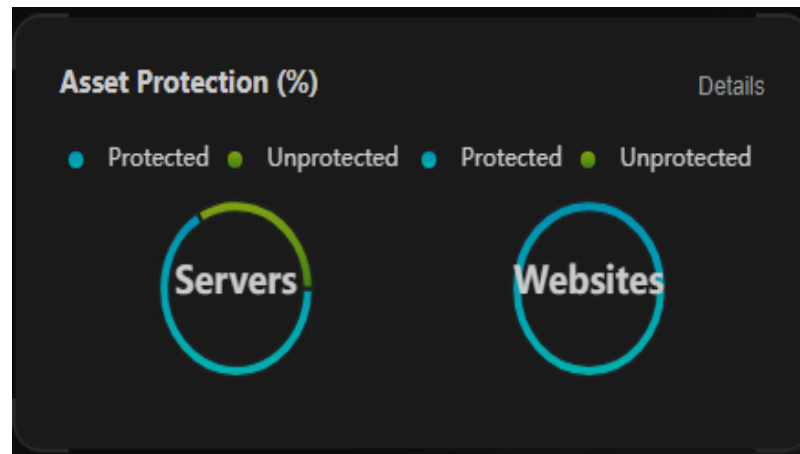 Asset Protection (%)
Details
Protected Unprotected Protected Unprotected
Servers
Websites